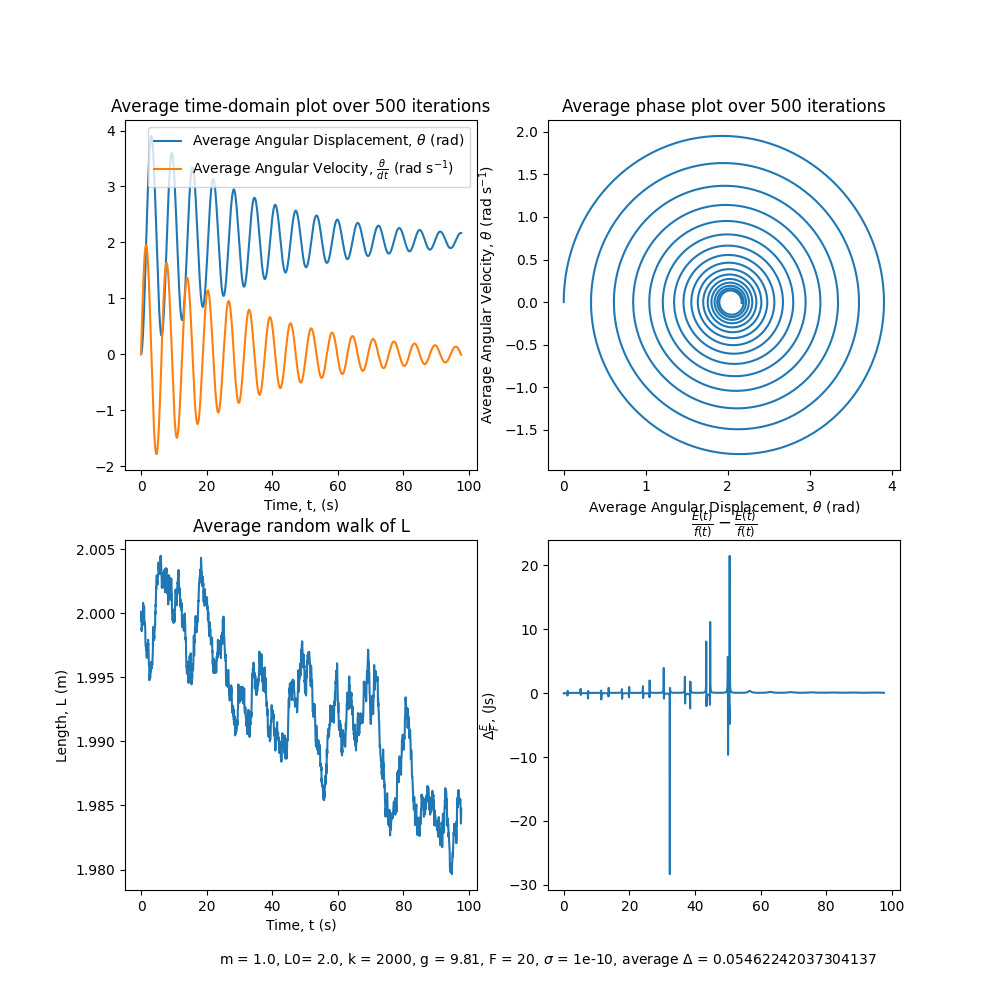 Average time-domain plot over 500 iterations
Average Angular Displacement, θ (rad)
Average Angular Velocity, θ/dt (rad s⁻¹)
4
3
2
1
0
−1
−2
0 20 40 60 80 100
Time, t, (s)
Average phase plot over 500 iterations
Average Angular Velocity, θ (rad s⁻¹)
2.0
1.5
1.0
0.5
0.0
−0.5
−1.0
−1.5
0 1 2 3 4
Average Angular Displacement, θ (rad)
Average random walk of L
Length, L (m)
2.005
2.000
1.995
1.990
1.985
1.980
0 20 40 60 80 100
Time, t (s)
E(t)/f(t) − E(t)/f(t)
Δ E/F, (Js)
20
10
0
−10
−20
−30
0 20 40 60 80 100
m = 1.0, L0= 2.0, k = 2000, g = 9.81, F = 20, σ = 1e-10, average Δ = 0.05462242037304137